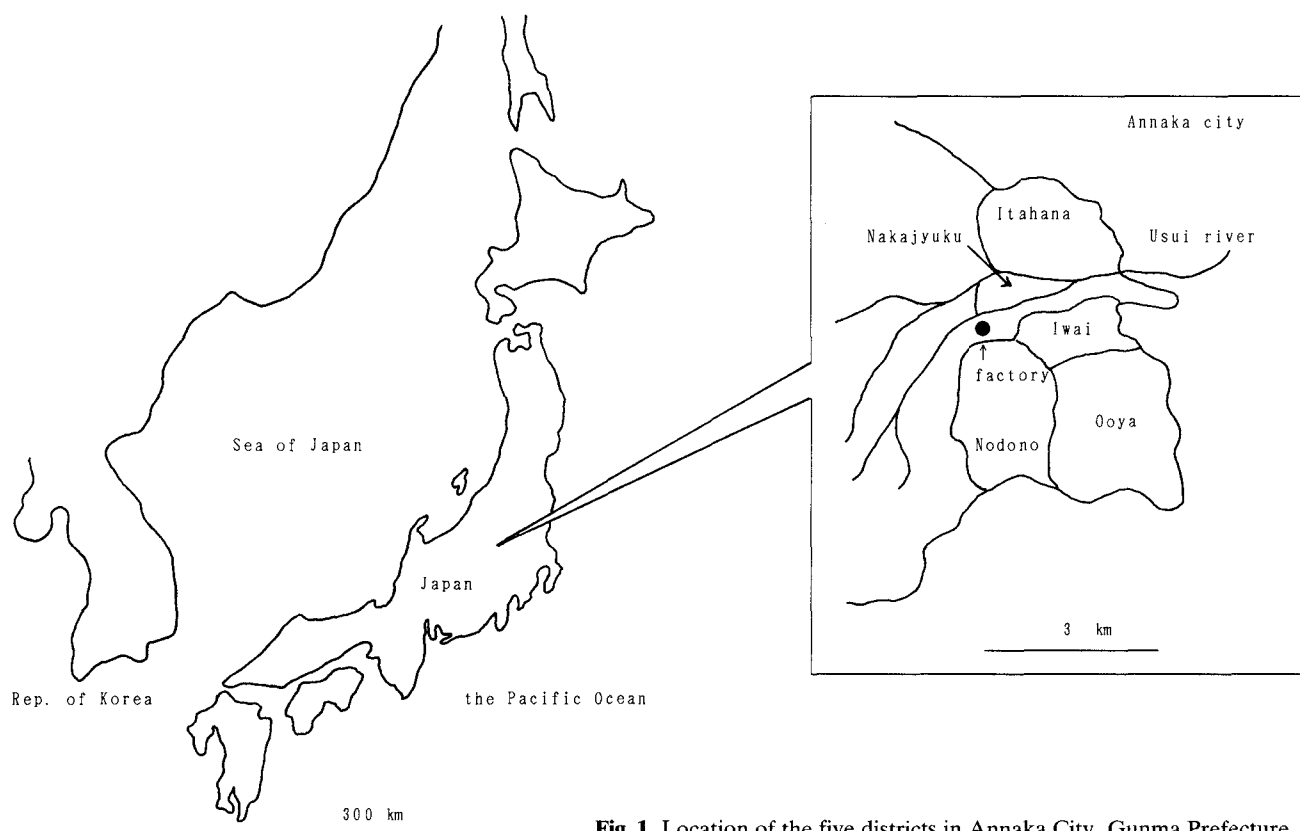 Sea of Japan
Japan
Rep. of Korea
the Pacific Ocean
300 km
Annaka city
Itahana
Nakajyuku
Usui river
Iwai
factory
Ooya
Nodono
3 km
Fig. 1. Location of the five districts in Annaka City, Gunma Prefecture